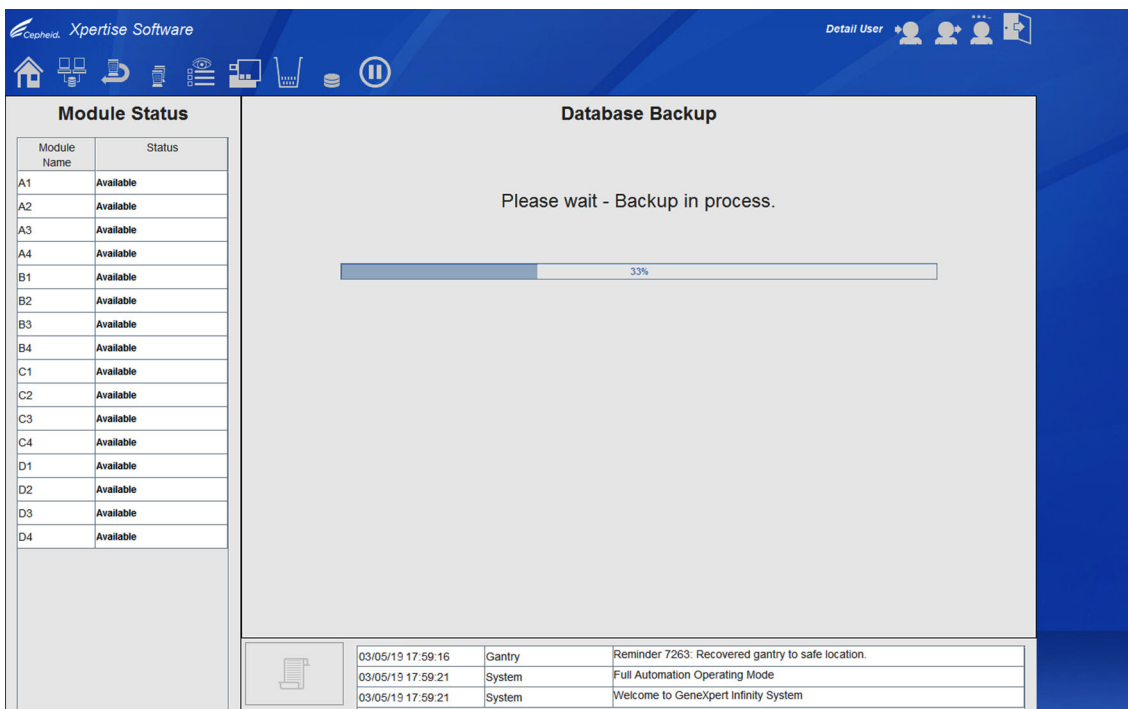 Cepheid. Xpertise Software
Detail User
Module Status
Module Name Status
A1 Available
A2 Available
A3 Available
A4 Available
B1 Available
B2 Available
B3 Available
B4 Available
C1 Available
C2 Available
C3 Available
C4 Available
D1 Available
D2 Available
D3 Available
D4 Available
Database Backup
Please wait - Backup in process.
33%
03/05/19 17:59:16 Gantry Reminder 7263: Recovered gantry to safe location.
03/05/19 17:59:21 System Full Automation Operating Mode
03/05/19 17:59:21 System Welcome to GeneXpert Infinity System